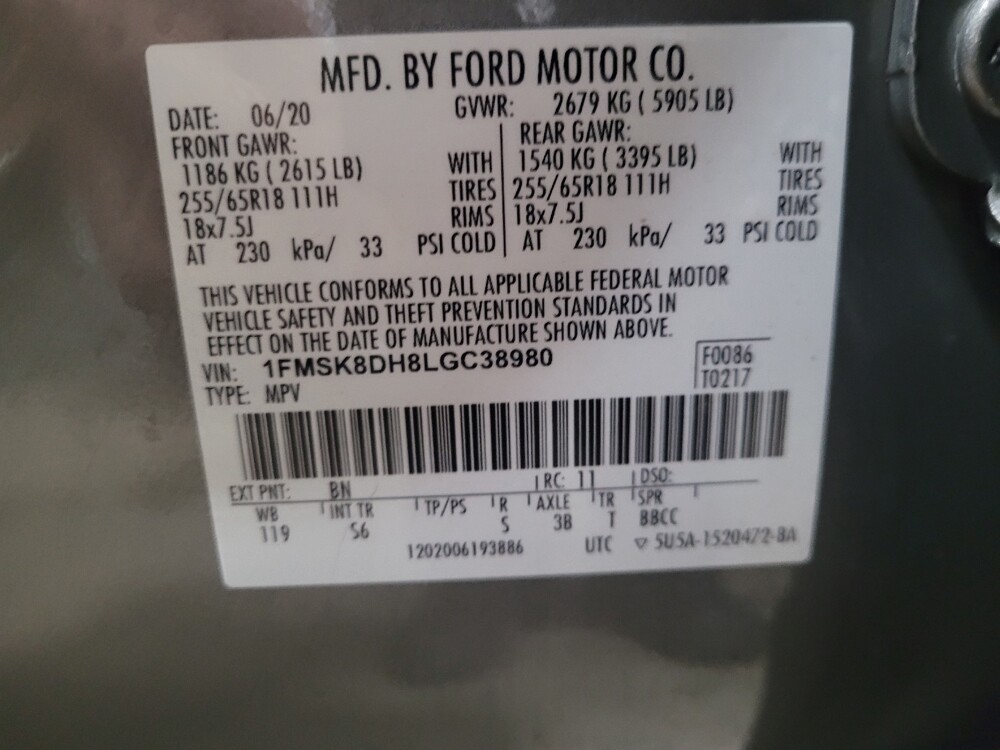 MFD. BY FORD MOTOR CO.
DATE: 06/20 GVWR: 2679 KG ( 5905 LB)
FRONT GAWR: REAR GAWR:
1186 KG ( 2615 LB) WITH 1540 KG ( 3395 LB) WITH
255/65R18 111H TIRES 255/65R18 111H TIRES
18x7.5J RIMS 18x7.5J RIMS
AT 230 kPa/ 33 PSI COLD AT 230 kPa/ 33 PSI COLD
THIS VEHICLE CONFORMS TO ALL APPLICABLE FEDERAL MOTOR
VEHICLE SAFETY AND THEFT PREVENTION STANDARDS IN
EFFECT ON THE DATE OF MANUFACTURE SHOWN ABOVE.
VIN: 1FMSK8DH8LGC38980 F0086
TYPE: MPV T0217
EXT PNT: BN RC: 11 DSO:
WB INT TR TP/PS R AXLE TR SPR
119 S6 S 3B T BBCC
1202006193886 UTC ▽ 5U5A-1520472-BA